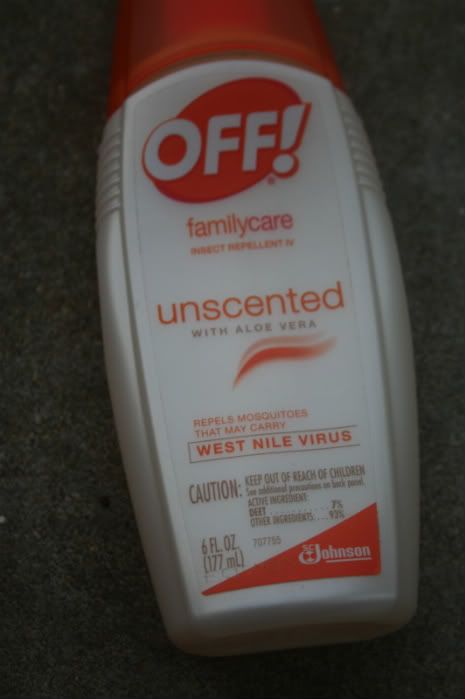 OFF!®
familycare
INSECT REPELLENT IV
unscented
WITH ALOE VERA
REPELS MOSQUITOES
THAT MAY CARRY
WEST NILE VIRUS
CAUTION: KEEP OUT OF REACH OF CHILDREN
See additional precautions on back panel.
ACTIVE INGREDIENT:
DEET ........... 7%
OTHER INGREDIENTS: ... 93%
6 FL. OZ. 707755
(177 mL)
SC Johnson